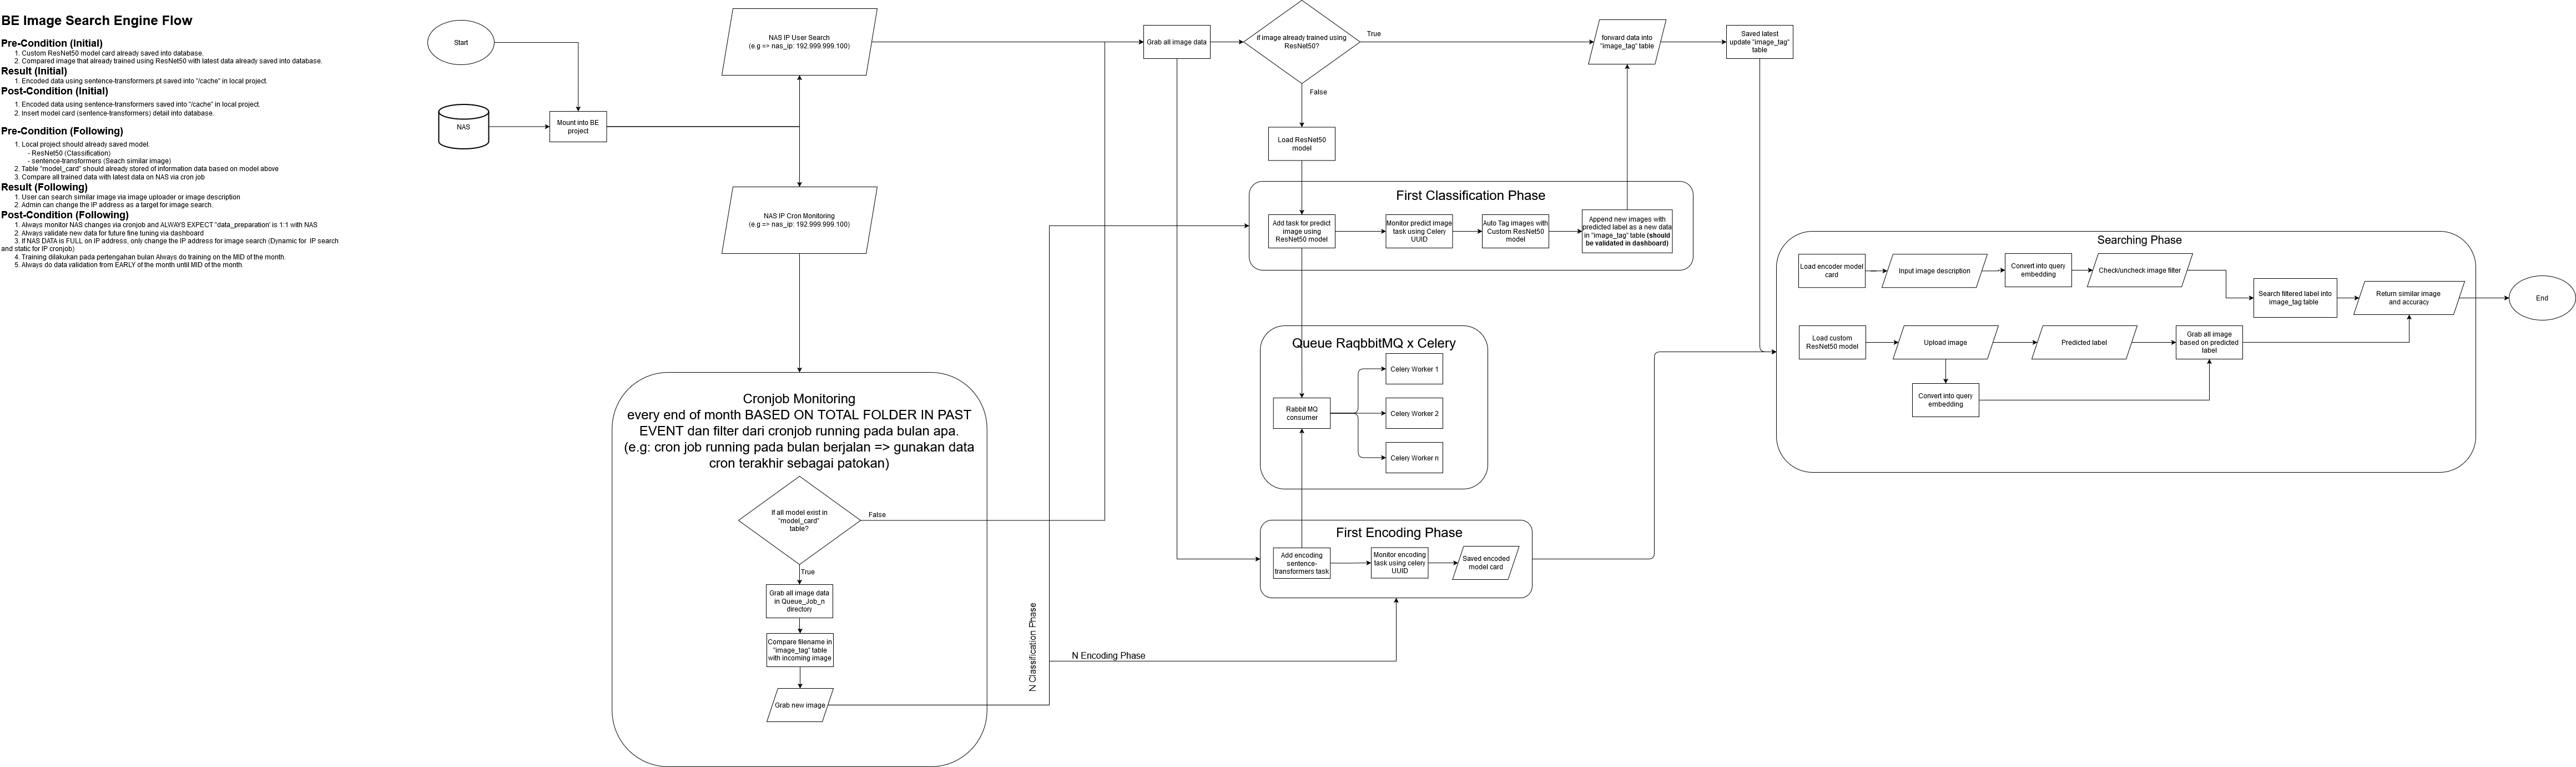 BE Image Search Engine Flow
Pre-Condition (Initial)
1. Custom ResNet50 model card already saved into database.
2. Compared image that already trained using ResNet50 with latest data already saved into database.
Result (Initial)
1. Encoded data using sentence-transformers pt saved into "/cache" in local project.
Post-Condition (Initial)
1. Encoded data using sentence-transformers saved into "/cache" in local project.
2. Insert model card (sentence-transformers) detail into database.
Pre-Condition (Following)
1. Local project should already saved model.
- ResNet50 (Classification)
- sentence-transformers (Seach similar image)
2. Table "model_card" should already stored of information data based on model above
3. Compare all trained data with latest data on NAS via cron job
Result (Following)
1. User can search similar image via image uploader or image description
2. Admin can change the IP address as a target for image search.
Post-Condition (Following)
1. Always monitor NAS changes via cronjob and ALWAYS EXPECT "data_preparation' is 1:1 with NAS
2. Always validate new data for future fine tuning via dashboard
3. If NAS DATA is FULL on IP address, only change the IP address for image search (Dynamic for IP search
and static for IP cronjob)
4. Training dilakukan pada pertengahan bulan Always do training on the MID of the month.
5. Always do data validation from EARLY of the month until MID of the month.
Start
NAS
Mount into BE
project
NAS IP User Search
(e.g => nas_ip: 192.999.999.100)
NAS IP Cron Monitoring
(e.g => nas_ip: 192.999.999.100)
Cronjob Monitoring
every end of month BASED ON TOTAL FOLDER IN PAST
EVENT dan filter dari cronjob running pada bulan apa.
(e.g: cron job running pada bulan berjalan => gunakan data
cron terakhir sebagai patokan)
If all model exist in
"model_card"
table?
False
True
Grab all image data
in Queue_Job_n
directory
Compare filename in
"image_tag" table
with incoming image
Grab new image
N Classification Phase
N Encoding Phase
Grab all image data
if image already trained using
ResNet50?
True
False
Load ResNet50
model
forward data into
"image_tag" table
Saved latest
update "image_tag"
table
First Classification Phase
Add task for predict
image using
ResNet50 model
Monitor predict image
task using Celery
UUID
Auto Tag images with
Custom ResNet50
model
Append new images with
predicted label as a new data
in "image_tag" table (should
be validated in dashboard)
Queue RaqbbitMQ x Celery
Rabbit MQ
consumer
Celery Worker 1
Celery Worker 2
Celery Worker n
First Encoding Phase
Add encoding
sentence-
transformers task
Monitor encoding
task using celery
UUID
Saved encoded
model card
Searching Phase
Load encoder model
card
Input image description
Convert into query
embedding
Check/uncheck image filter
Search filtered label into
image_tag table
Return similar image
and accuracy
End
Load custom
ResNet50 model
Upload image
Predicted label
Grab all image
based on predicted
label
Convert into query
embedding